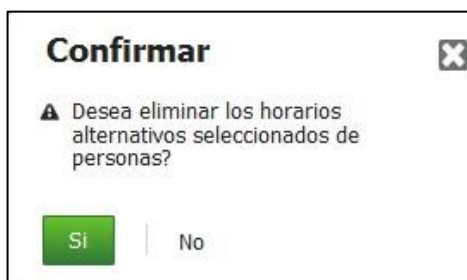 Confirmar
Desea eliminar los horarios
alternativos seleccionados de
personas?
Si
No